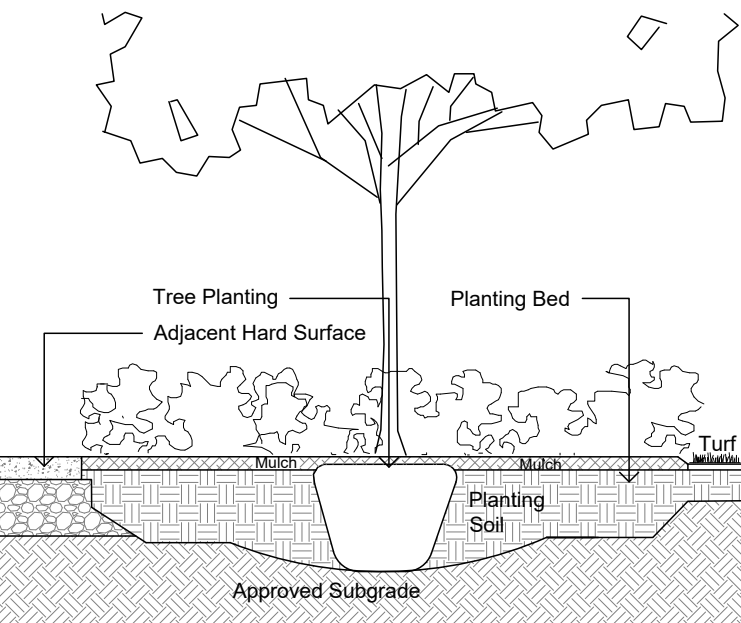 Tree Planting
Planting Bed
Adjacent Hard Surface
Turf
Mulch
Mulch
Planting
Soil
Approved Subgrade